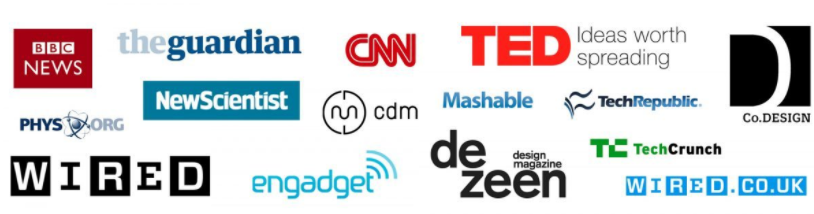 BBC
NEWS
theguardian
CNN
TED
Ideas worth
spreading
Co.DESIGN
NewScientist
cdm
Mashable
TechRepublic.
PHYS ORG
WIRED
engadget
de
zeen
design
magazine
TC TechCrunch
WIRED.CO.UK